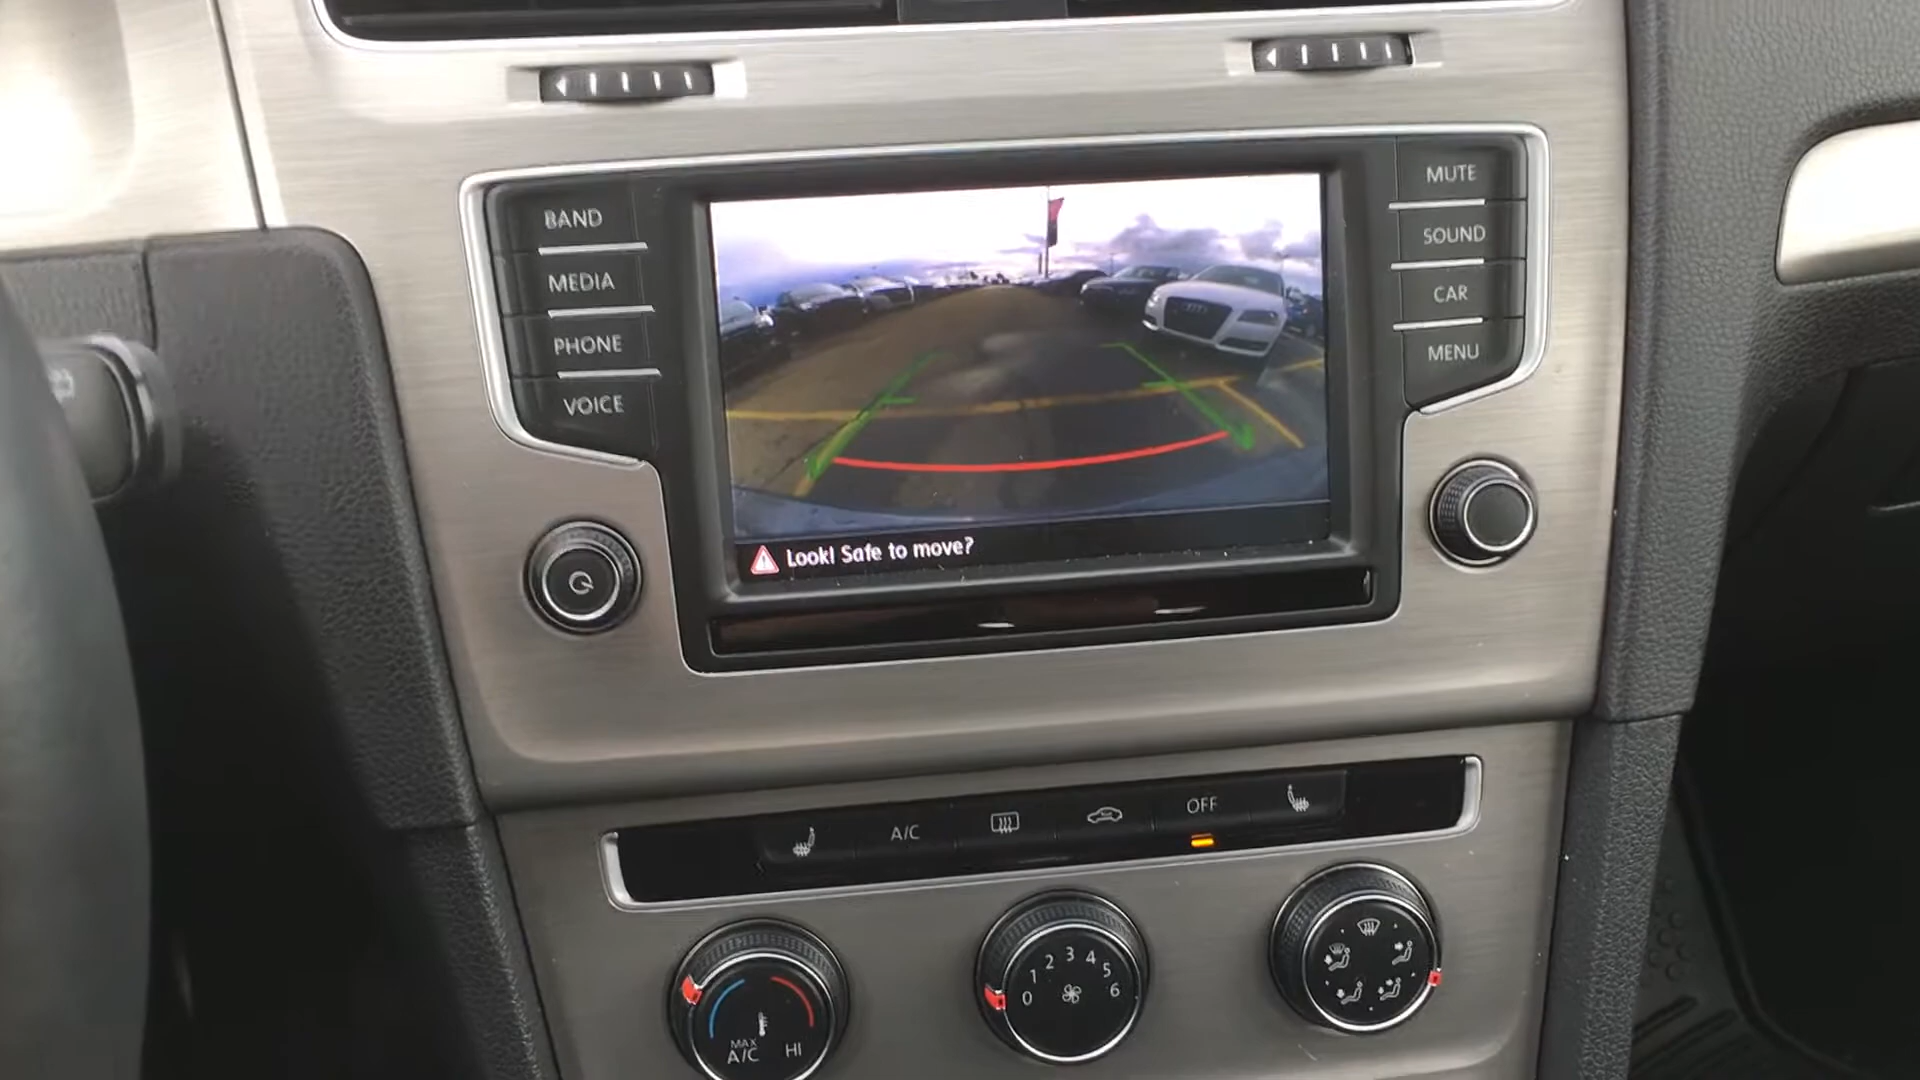 BAND
MEDIA
PHONE
VOICE
MUTE
SOUND
CAR
MENU
Look! Safe to move?
A/C
OFF
MAX
A/C
HI
0 1 2 3 4 5 6